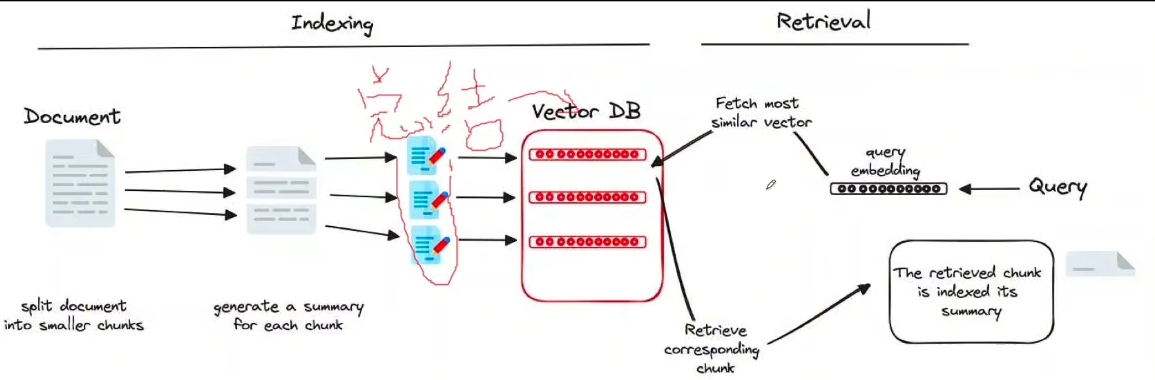 Indexing
Retrieval
Document
总结
Vector DB
Fetch most
similar vector
query
embedding
Query
The retrieved chunk
is indexed its
summary
split document
into smaller chunks
generate a summary
for each chunk
Retrieve
corresponding
chunk